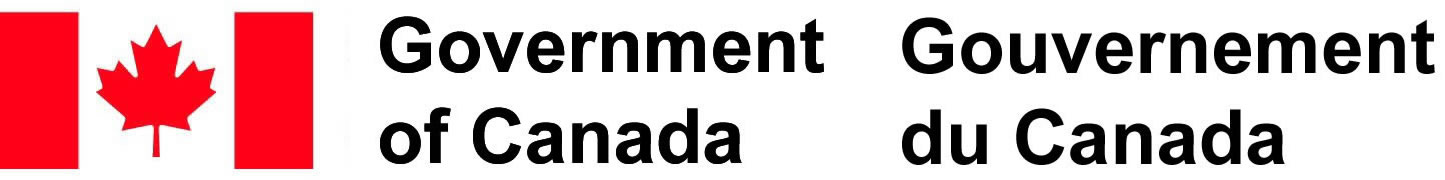 Government
of Canada
Gouvernement
du Canada